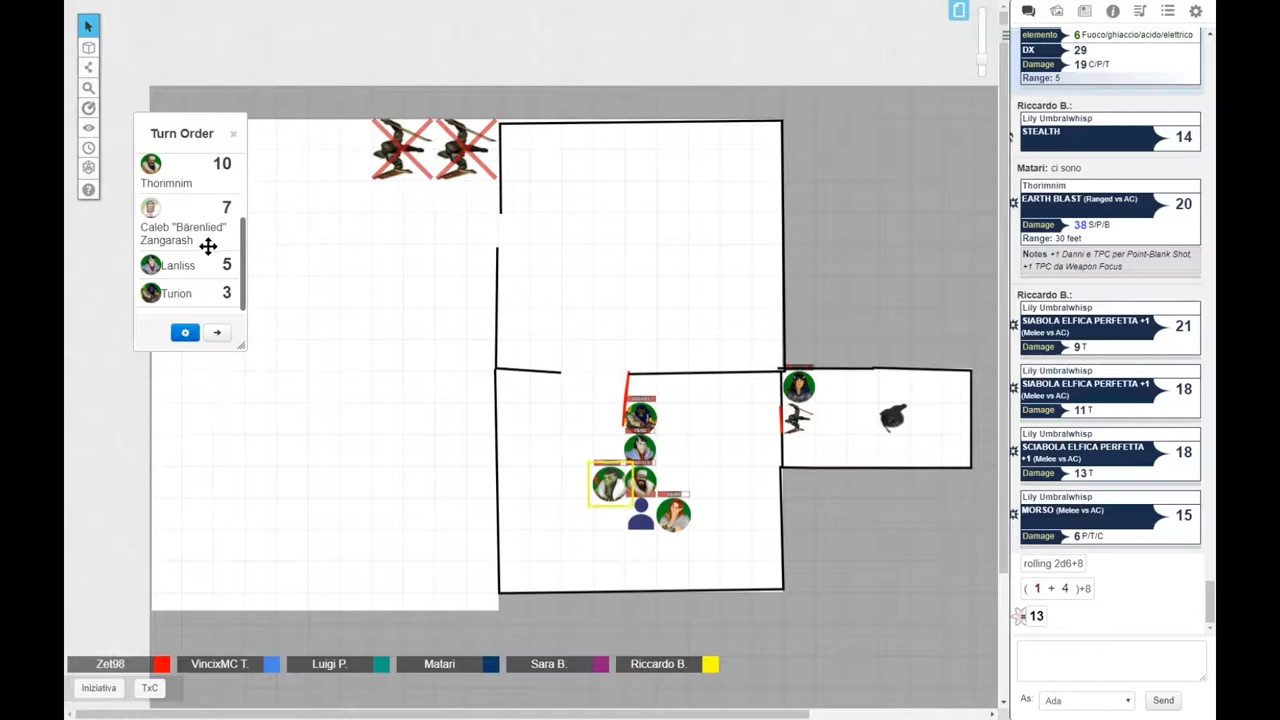 Turn Order
×
10
Thorimnim
7
Caleb "Bärenlied"
Zangarash
Lanliss 5
Turion 3
Zet98
VincixMC T.
Luigi P.
Matari
Sara B.
Riccardo B.
Iniziativa
TxC
elemento 6 Fuoco/ghiaccio/acido/elettrico
DX 29
Damage 19 C/P/T
Range: 5
Riccardo B.:
Lily Umbralwhisp
STEALTH 14
Matari: ci sono
Thorimnim
EARTH BLAST (Ranged vs AC) 20
Damage 38 S/P/B
Range: 30 feet
Notes +1 Danni e TPC per Point-Blank Shot,
+1 TPC da Weapon Focus
Riccardo B.:
Lily Umbralwhisp
SIABOLA ELFICA PERFETTA +1
(Melee vs AC) 21
Damage 9 T
Lily Umbralwhisp
SIABOLA ELFICA PERFETTA +1
(Melee vs AC) 18
Damage 11 T
Lily Umbralwhisp
SCIABOLA ELFICA PERFETTA
+1 (Melee vs AC) 18
Damage 13 T
Lily Umbralwhisp
MORSO (Melee vs AC) 15
Damage 6 P/T/C
rolling 2d6+8
( 1 + 4 )+8
13
As: Ada
Send